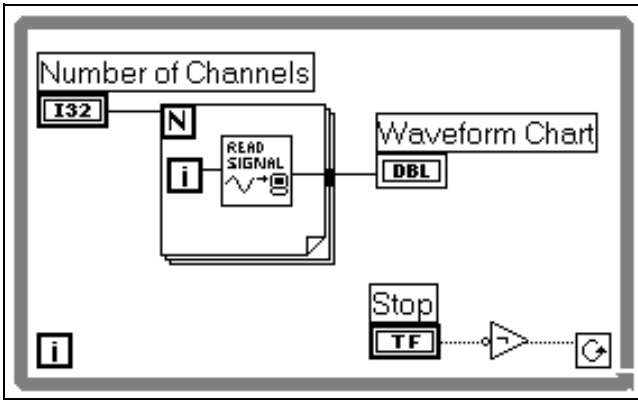 Number of Channels
I32
N
READ
SIGNAL
i
Waveform Chart
DBL
Stop
TF
i